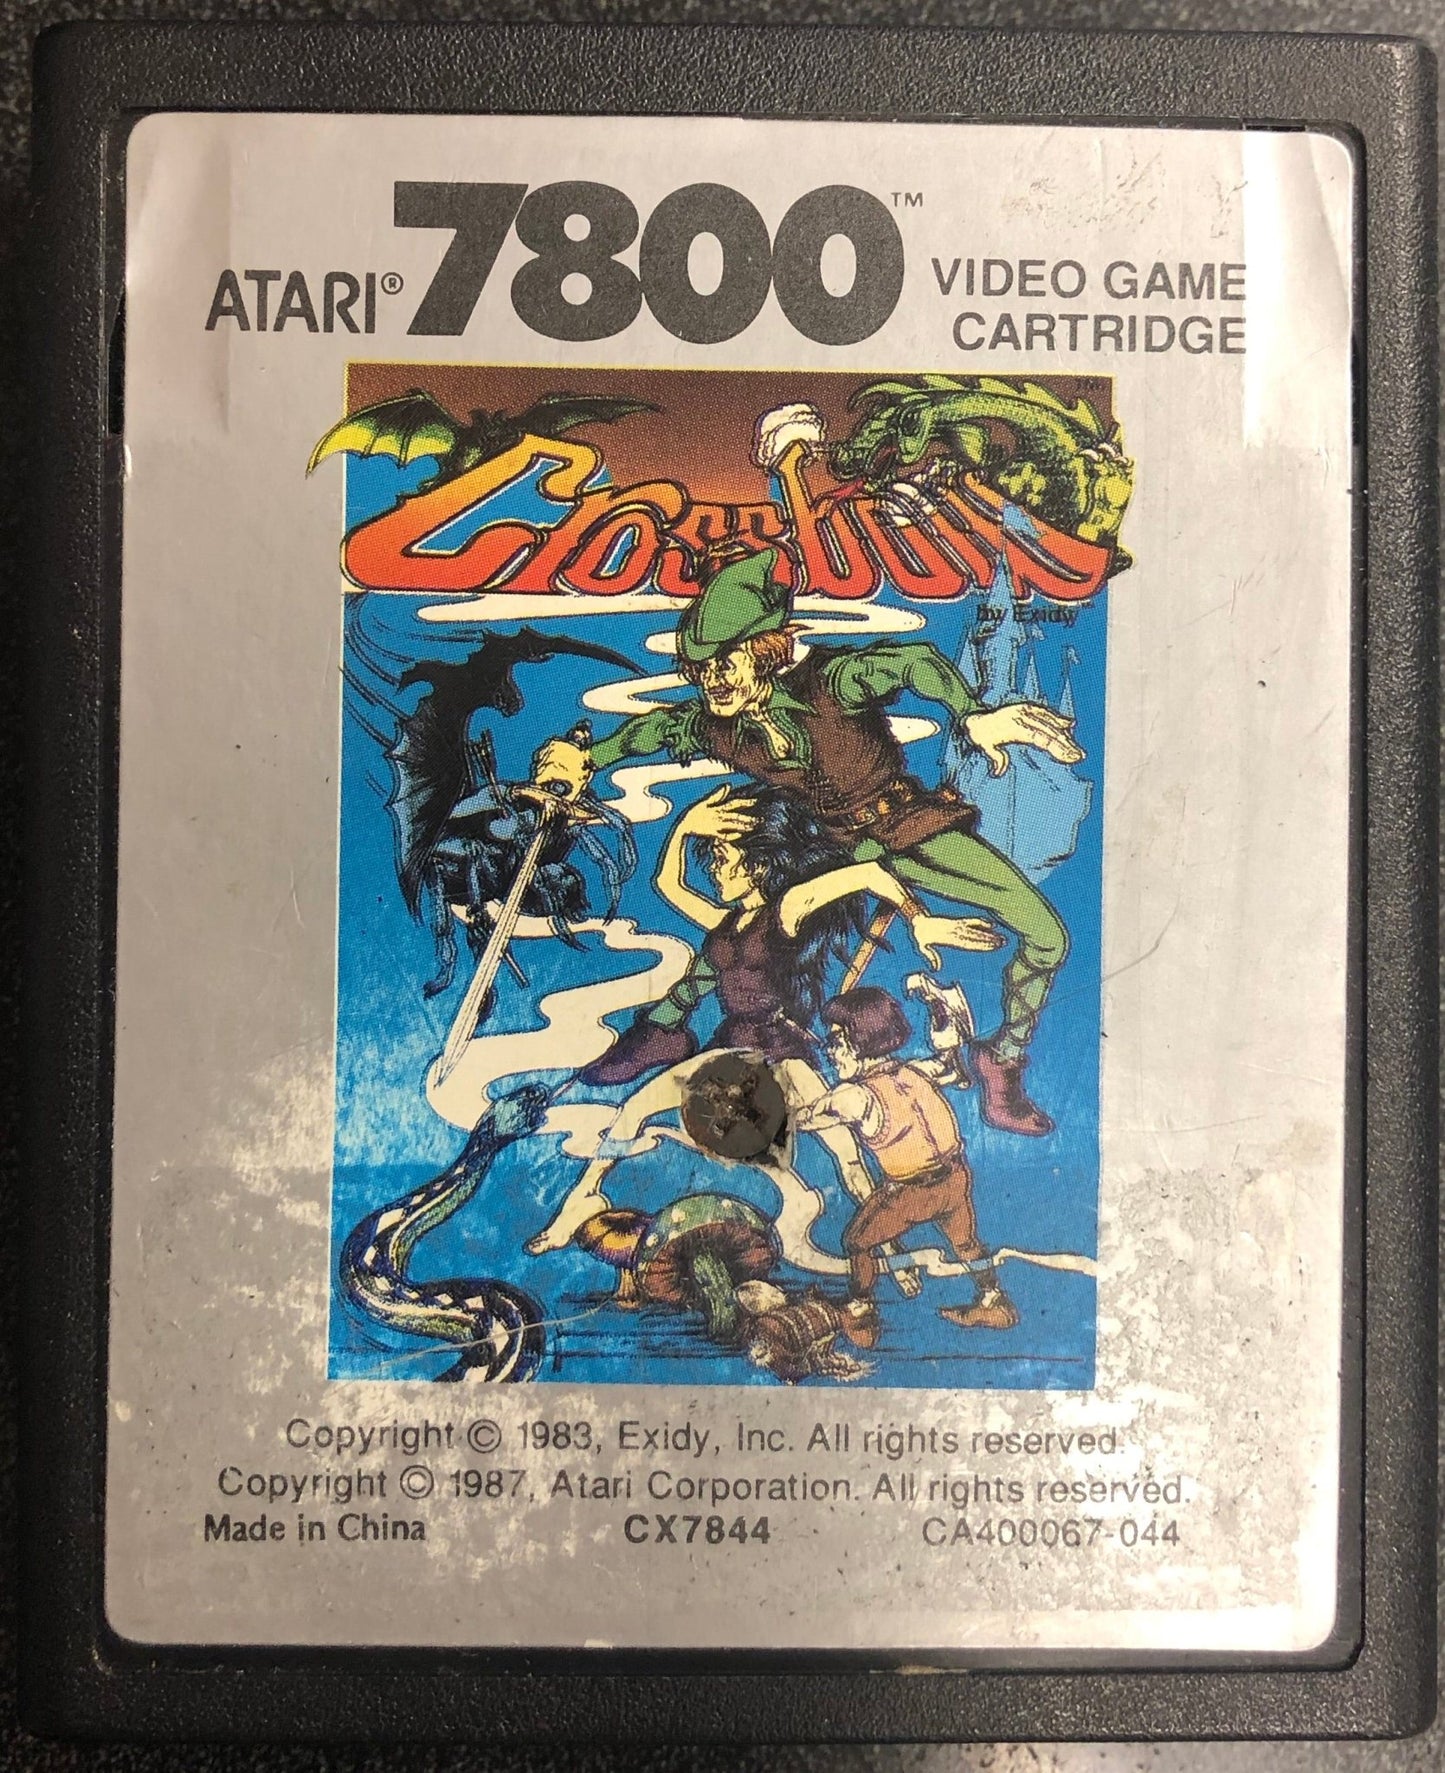 ATARI® 7800™ VIDEO GAME
CARTRIDGE
Crossbow™
by Exidy™
Copyright © 1983, Exidy, Inc. All rights reserved.
Copyright © 1987, Atari Corporation. All rights reserved.
Made in China CX7844 CA400067-044